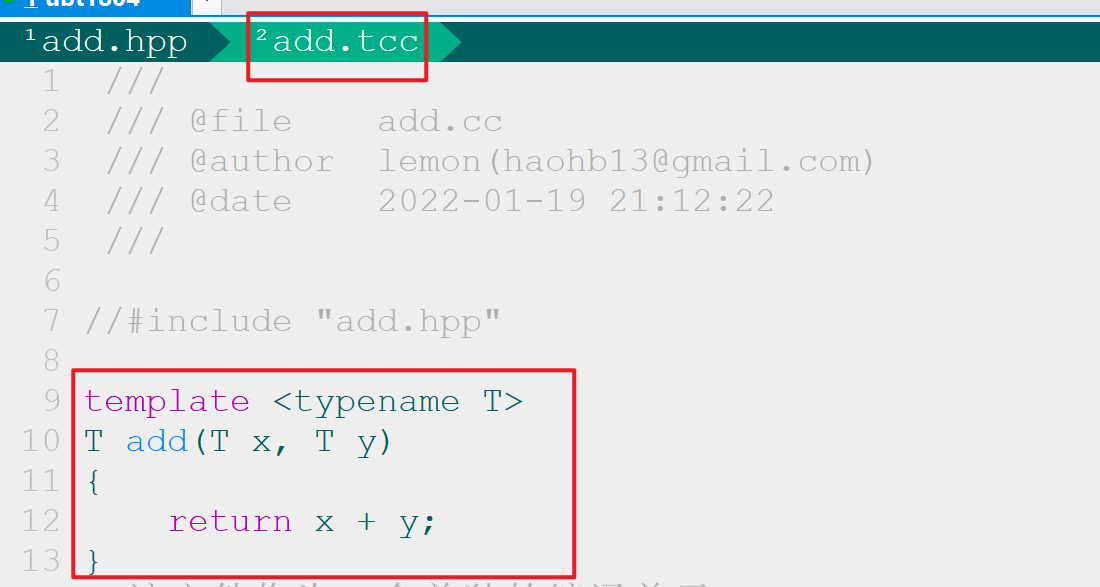 ¹add.hpp ²add.tcc
1 ///
2 /// @file add.cc
3 /// @author lemon(haohb13@gmail.com)
4 /// @date 2022-01-19 21:12:22
5 ///
6
7 //#include "add.hpp"
8
9 template <typename T>
10 T add(T x, T y)
11 {
12 return x + y;
13 }